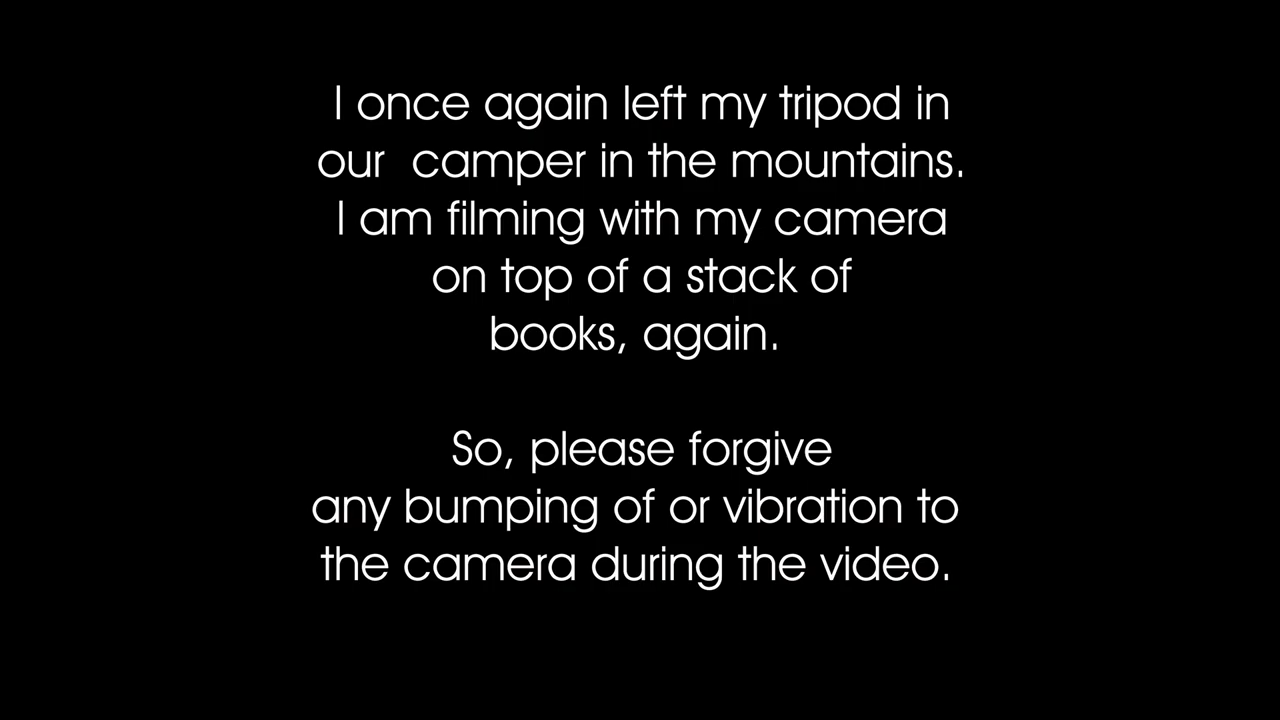 I once again left my tripod in
our  camper in the mountains.
I am filming with my camera
on top of a stack of
books, again.
So, please forgive
any bumping of or vibration to
the camera during the video.